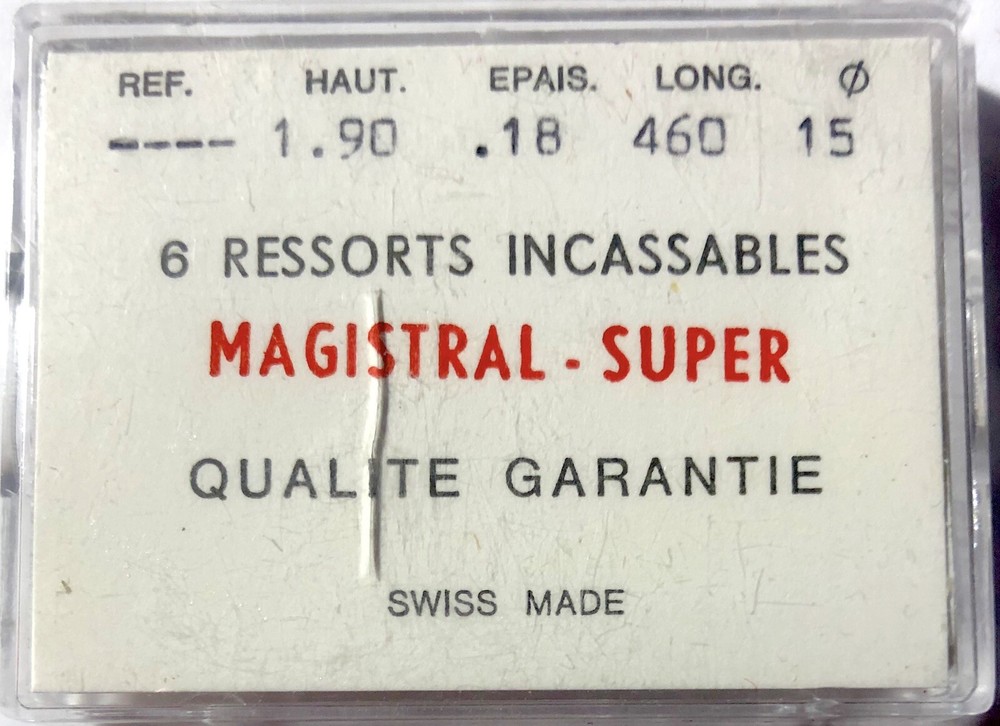 REF. HAUT. EPAIS. LONG. Ø
---- 1.90 .18 460 15
6 RESSORTS INCASSABLES
MAGISTRAL - SUPER
QUALITE GARANTIE
SWISS MADE